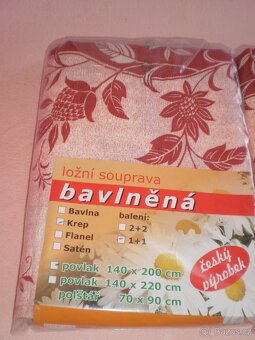 ložní souprava
bavlněná
Bavlna balení:
Krep 2+2
Flanel 1+1
Satén
povlak 140 x 200 cm
povlak 140 x 220 cm
polštář 70 x 90 cm
český
výrobek